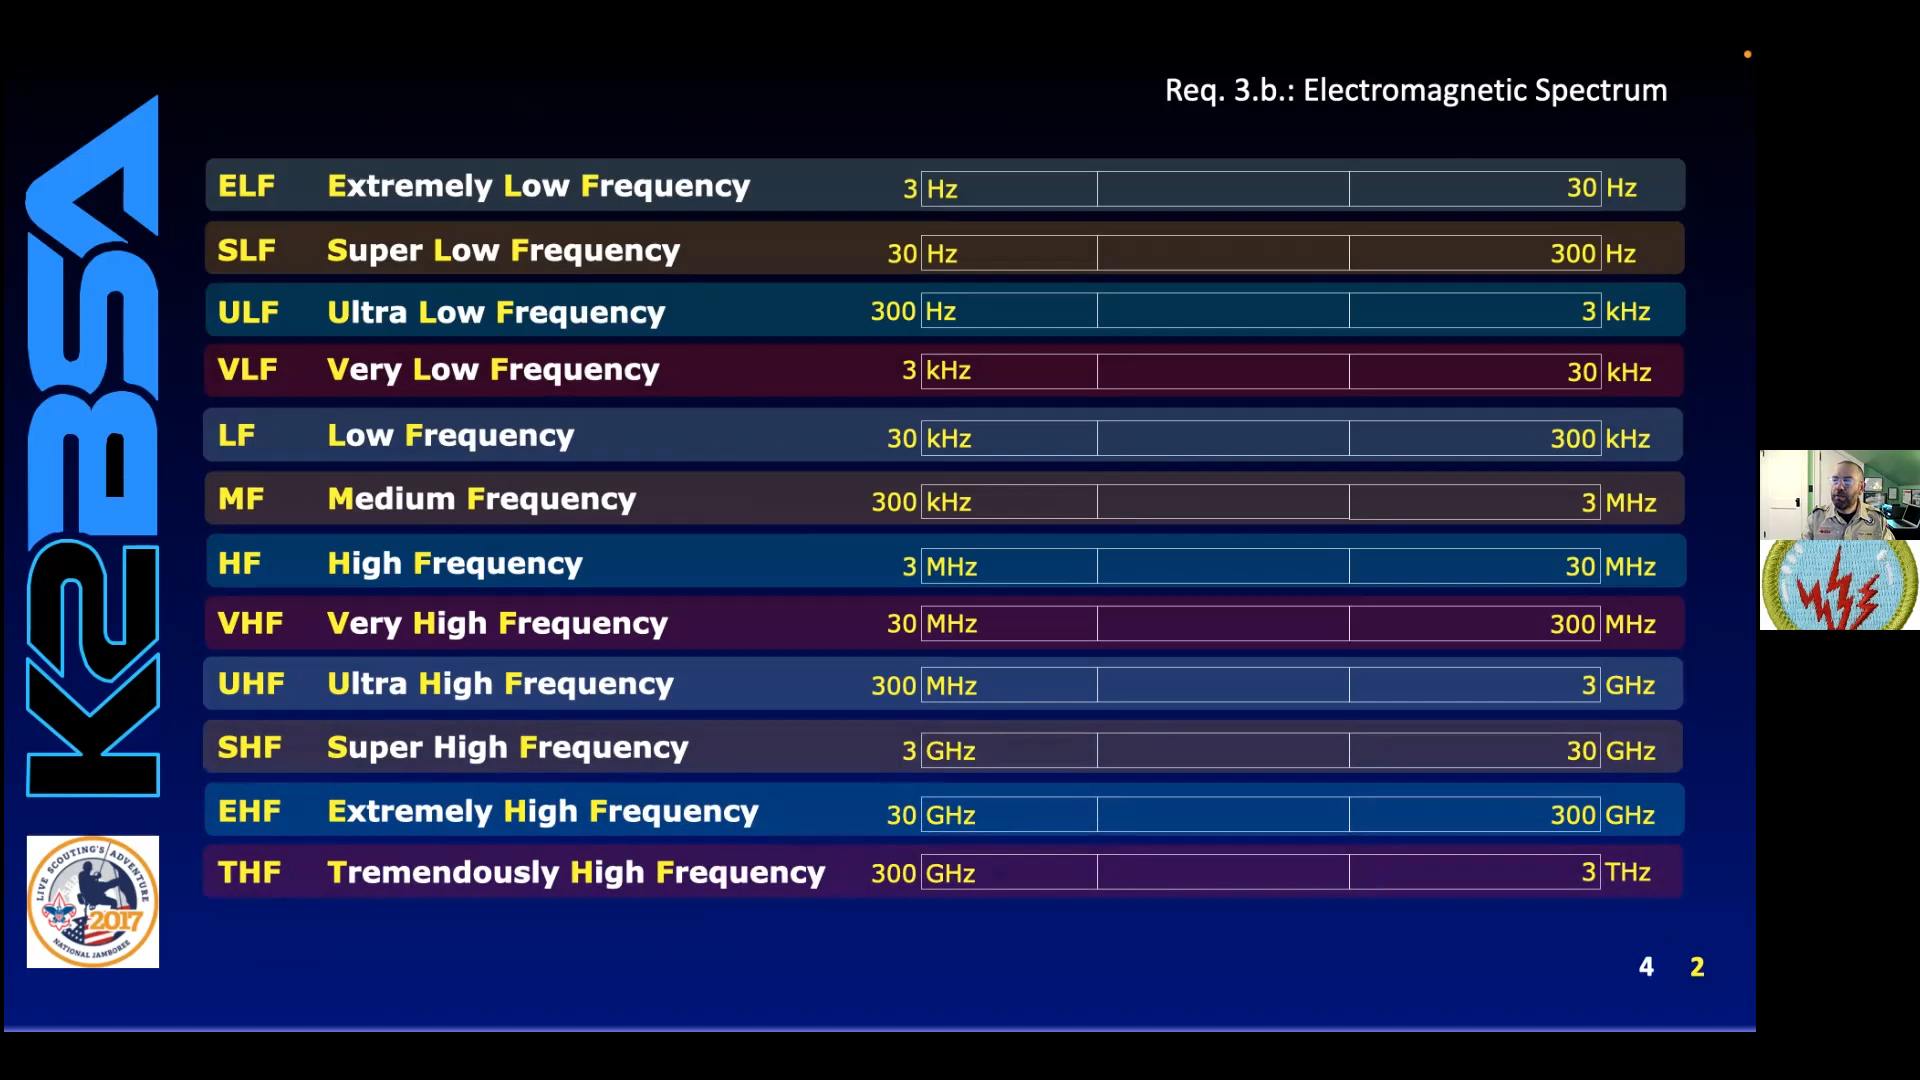 Req. 3.b.: Electromagnetic Spectrum
K2BSA
ELF Extremely Low Frequency 3 Hz 30 Hz
SLF Super Low Frequency 30 Hz 300 Hz
ULF Ultra Low Frequency 300 Hz 3 kHz
VLF Very Low Frequency 3 kHz 30 kHz
LF Low Frequency 30 kHz 300 kHz
MF Medium Frequency 300 kHz 3 MHz
HF High Frequency 3 MHz 30 MHz
VHF Very High Frequency 30 MHz 300 MHz
UHF Ultra High Frequency 300 MHz 3 GHz
SHF Super High Frequency 3 GHz 30 GHz
EHF Extremely High Frequency 30 GHz 300 GHz
THF Tremendously High Frequency 300 GHz 3 THz
LIVE SCOUTING'S ADVENTURE
2017
NATIONAL JAMBOREE
4 2